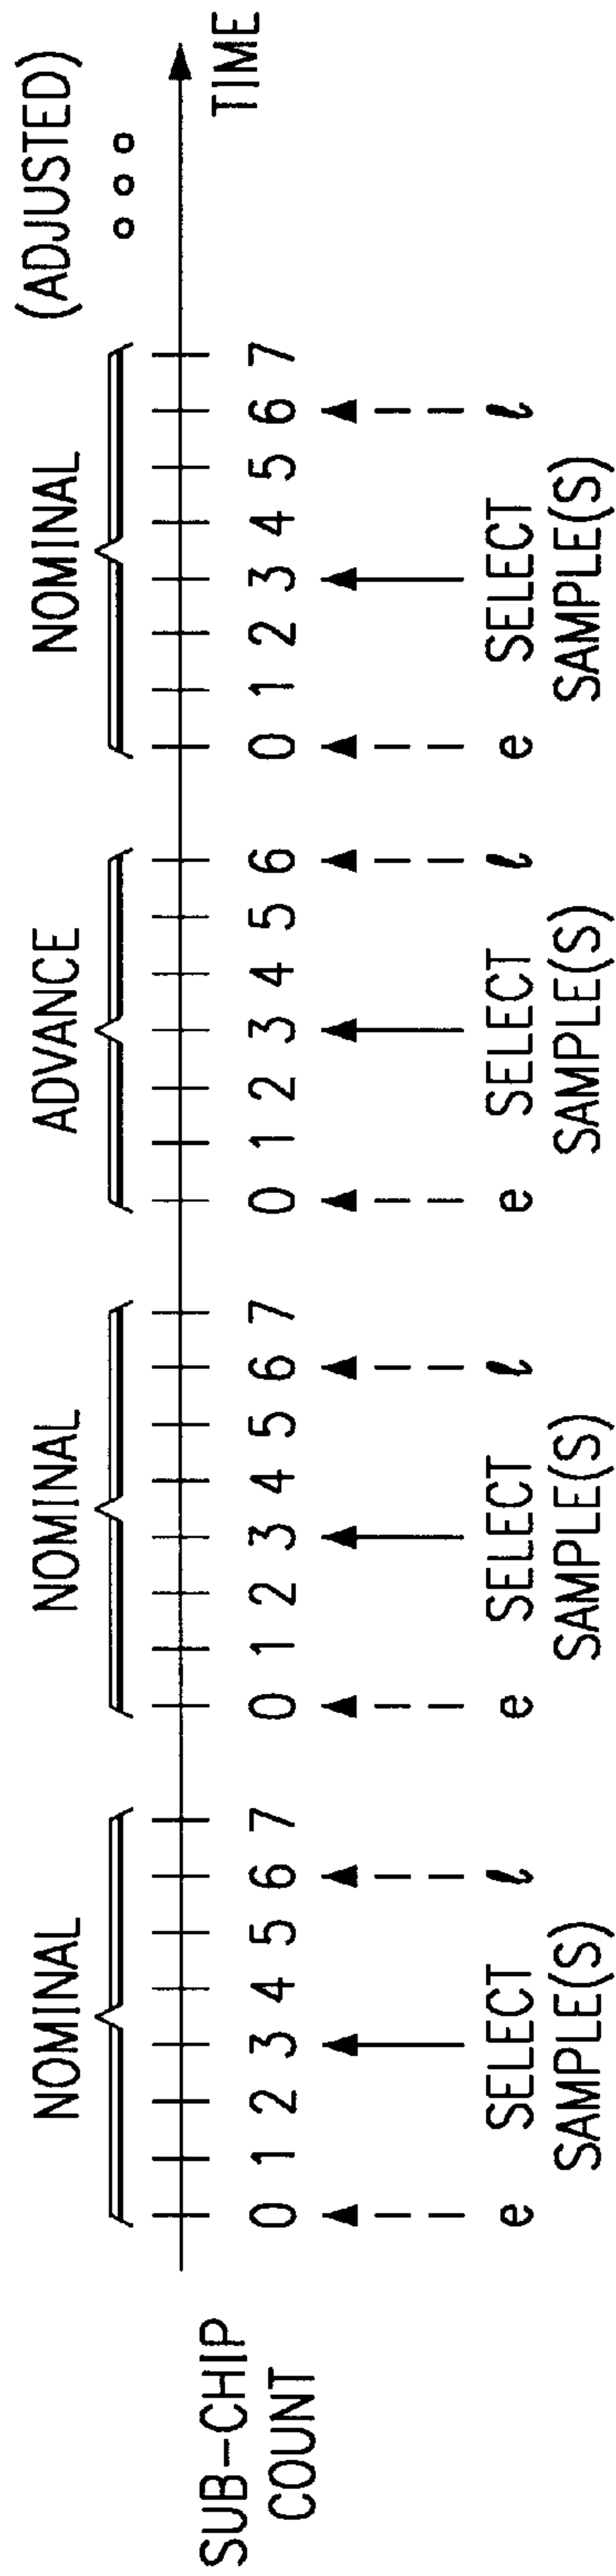 NOMINAL NOMINAL ADVANCE NOMINAL (ADJUSTED)
TIME
SUB-CHIP
COUNT
0 1 2 3 4 5 6 7 0 1 2 3 4 5 6 7 0 1 2 3 4 5 6 0 1 2 3 4 5 6 7
e SELECT ℓ e SELECT ℓ e SELECT ℓ e SELECT ℓ
SAMPLE(S) SAMPLE(S) SAMPLE(S) SAMPLE(S)